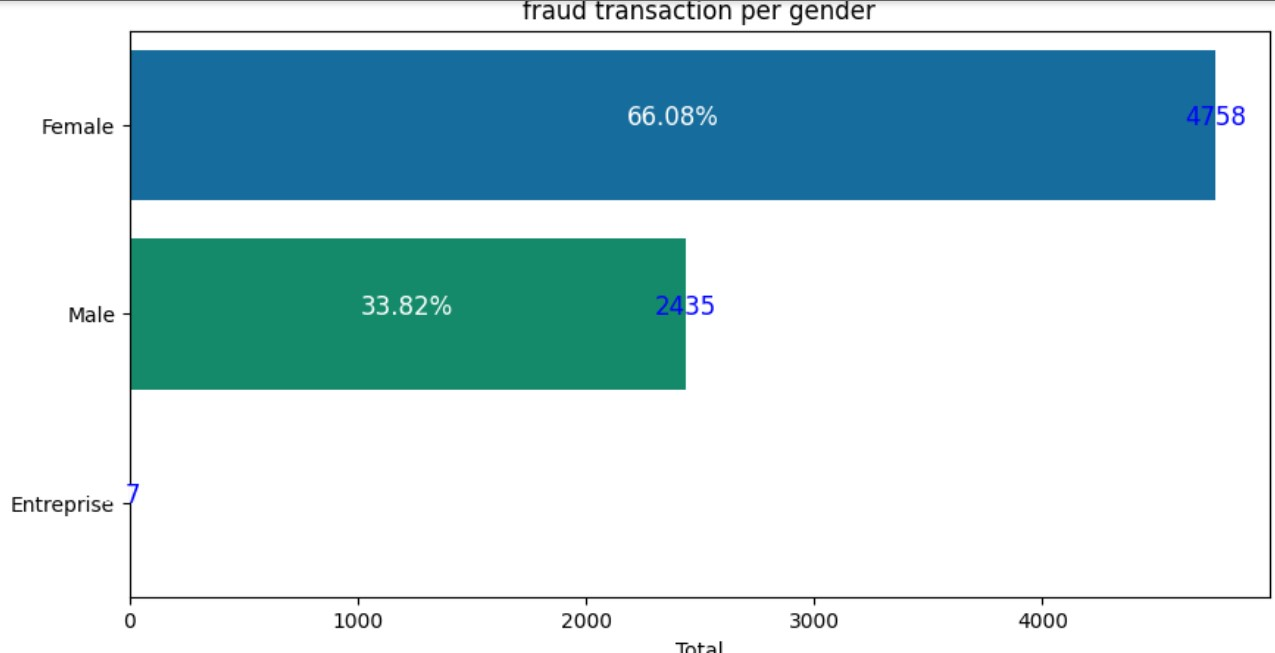 fraud transaction per gender
Female
66.08%
4758
Male
33.82%
2435
Entreprise
7
0
1000
2000
3000
4000
Total